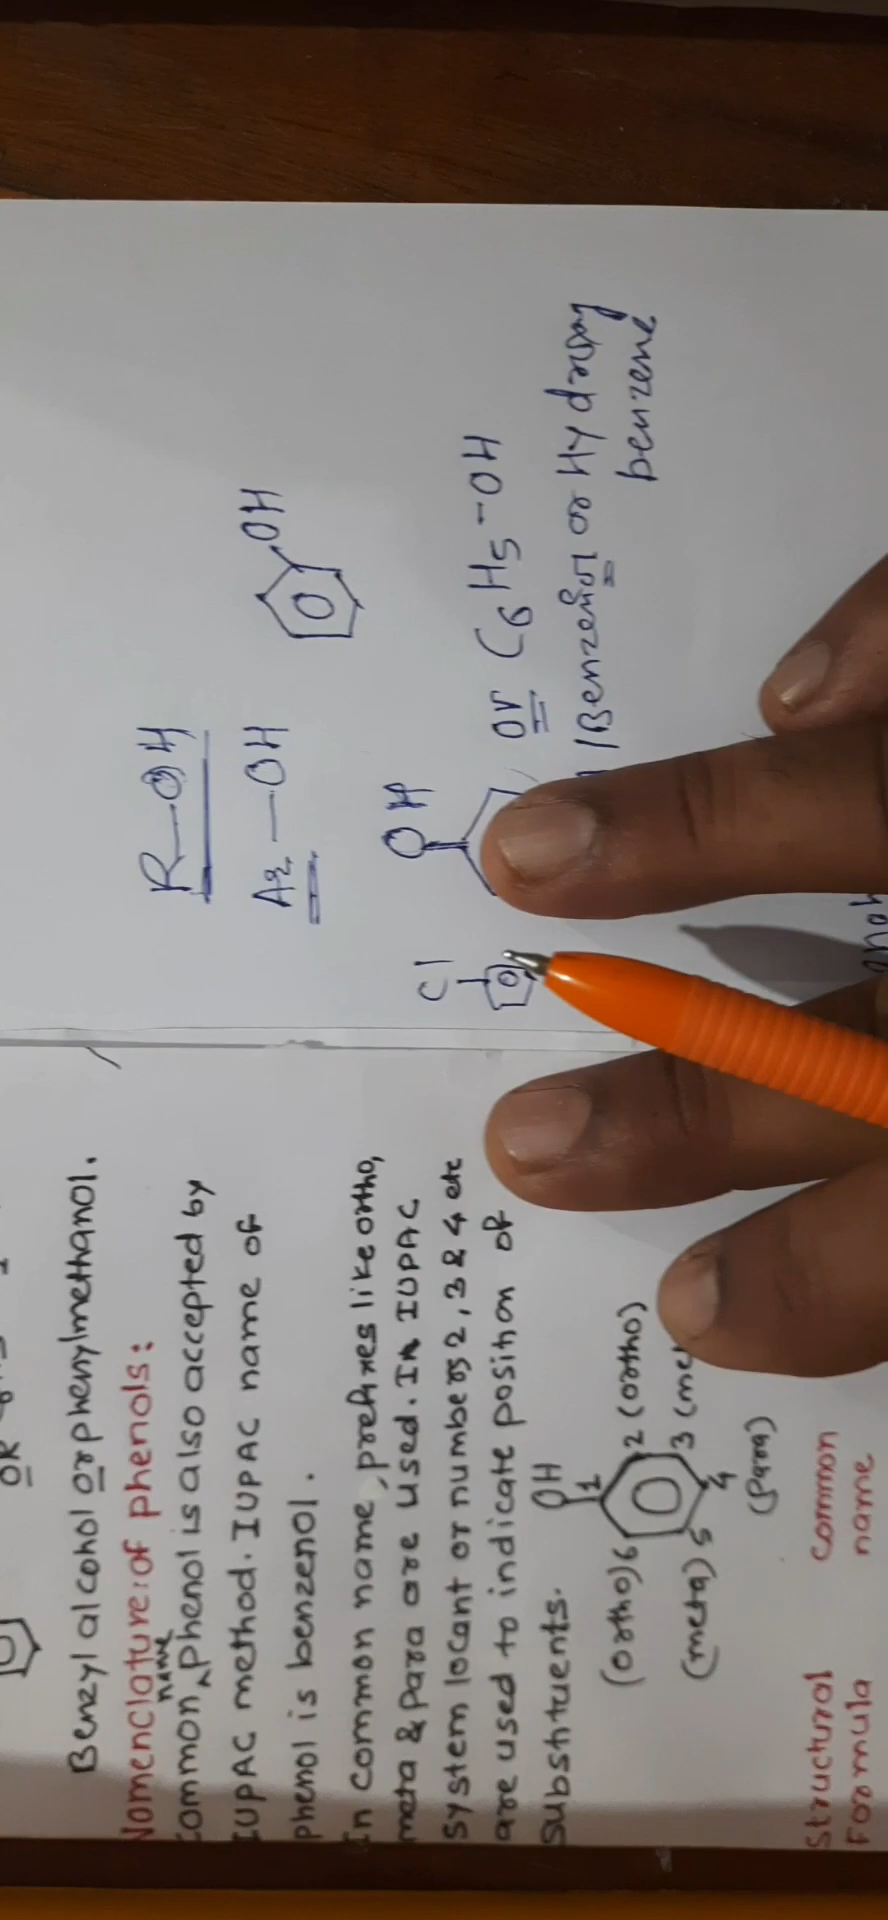 OR
Benzyl alcohol or phenylmethanol.
Nomenclature of phenols:
name
Common Phenol is also accepted by
IUPAC method. IUPAC name of
Phenol is benzenol.
In common name, prefixes like ortho,
meta & Para are used. In IUPAC
system locant or numbers 2, 3 & 4 etc
are used to indicate position of
substituents.
OH
1
(ortho) 6 2 (ortho)
(meta) 5 3 (me
4
(Para)
Structural Common
Formula name
R—OH
Ar—OH OH
Cl OH or C6H5-OH
/Benzenol or Hydroxy
benzene